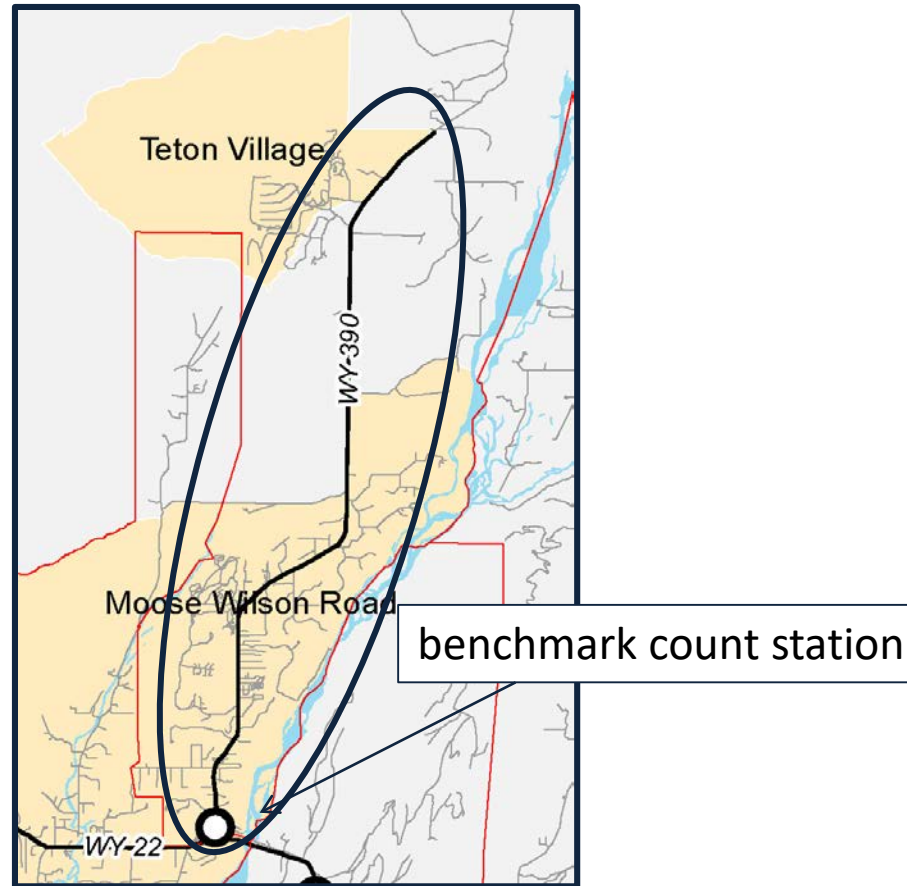 Teton Village
WY-390
Moose Wilson Road
benchmark count station
WY-22